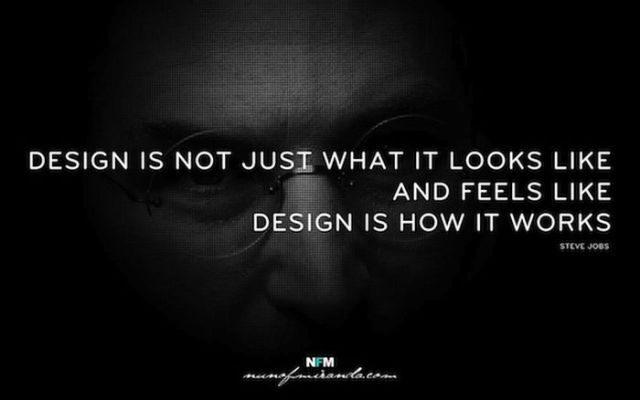 DESIGN IS NOT JUST WHAT IT LOOKS LIKE
AND FEELS LIKE
DESIGN IS HOW IT WORKS
STEVE JOBS
NFM
nunofmiranda.com